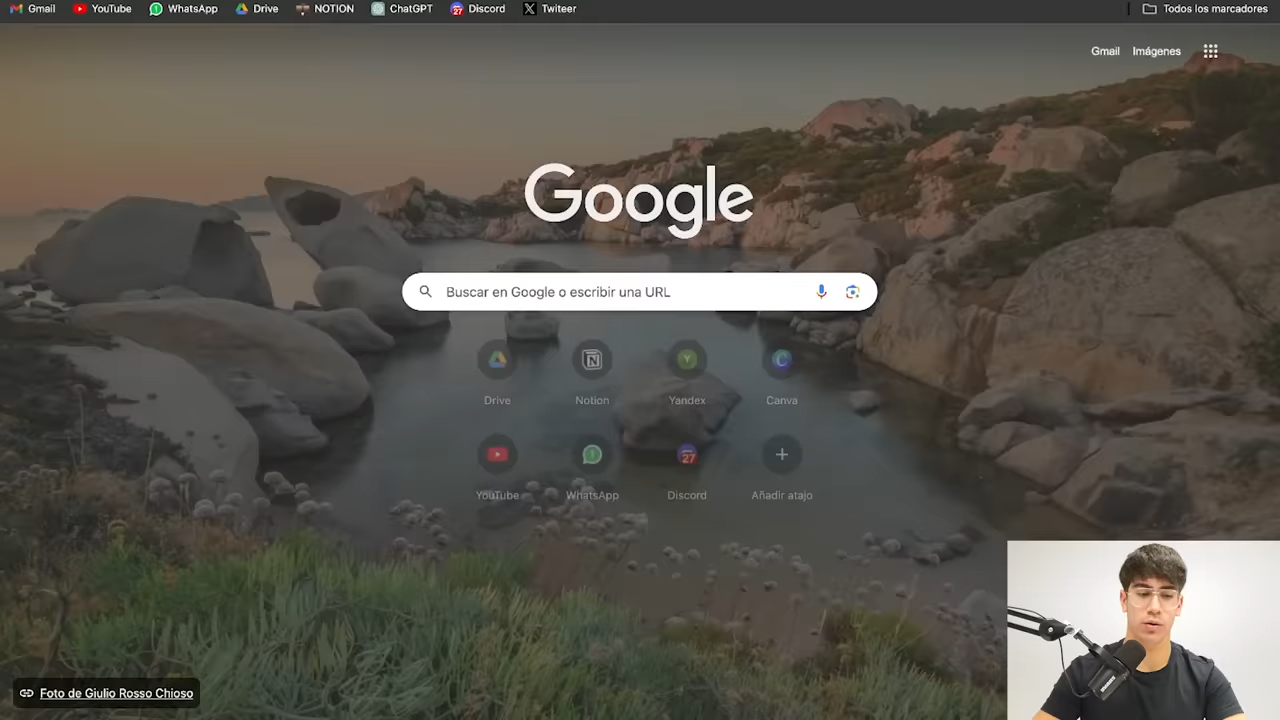 Gmail YouTube WhatsApp Drive NOTION ChatGPT 27 Discord Twiteer Todos los marcadores
Gmail Imágenes
Google
Buscar en Google o escribir una URL
Drive Notion Yandex Canva
YouTube WhatsApp Discord Añadir atajo
Foto de Giulio Rosso Chioso